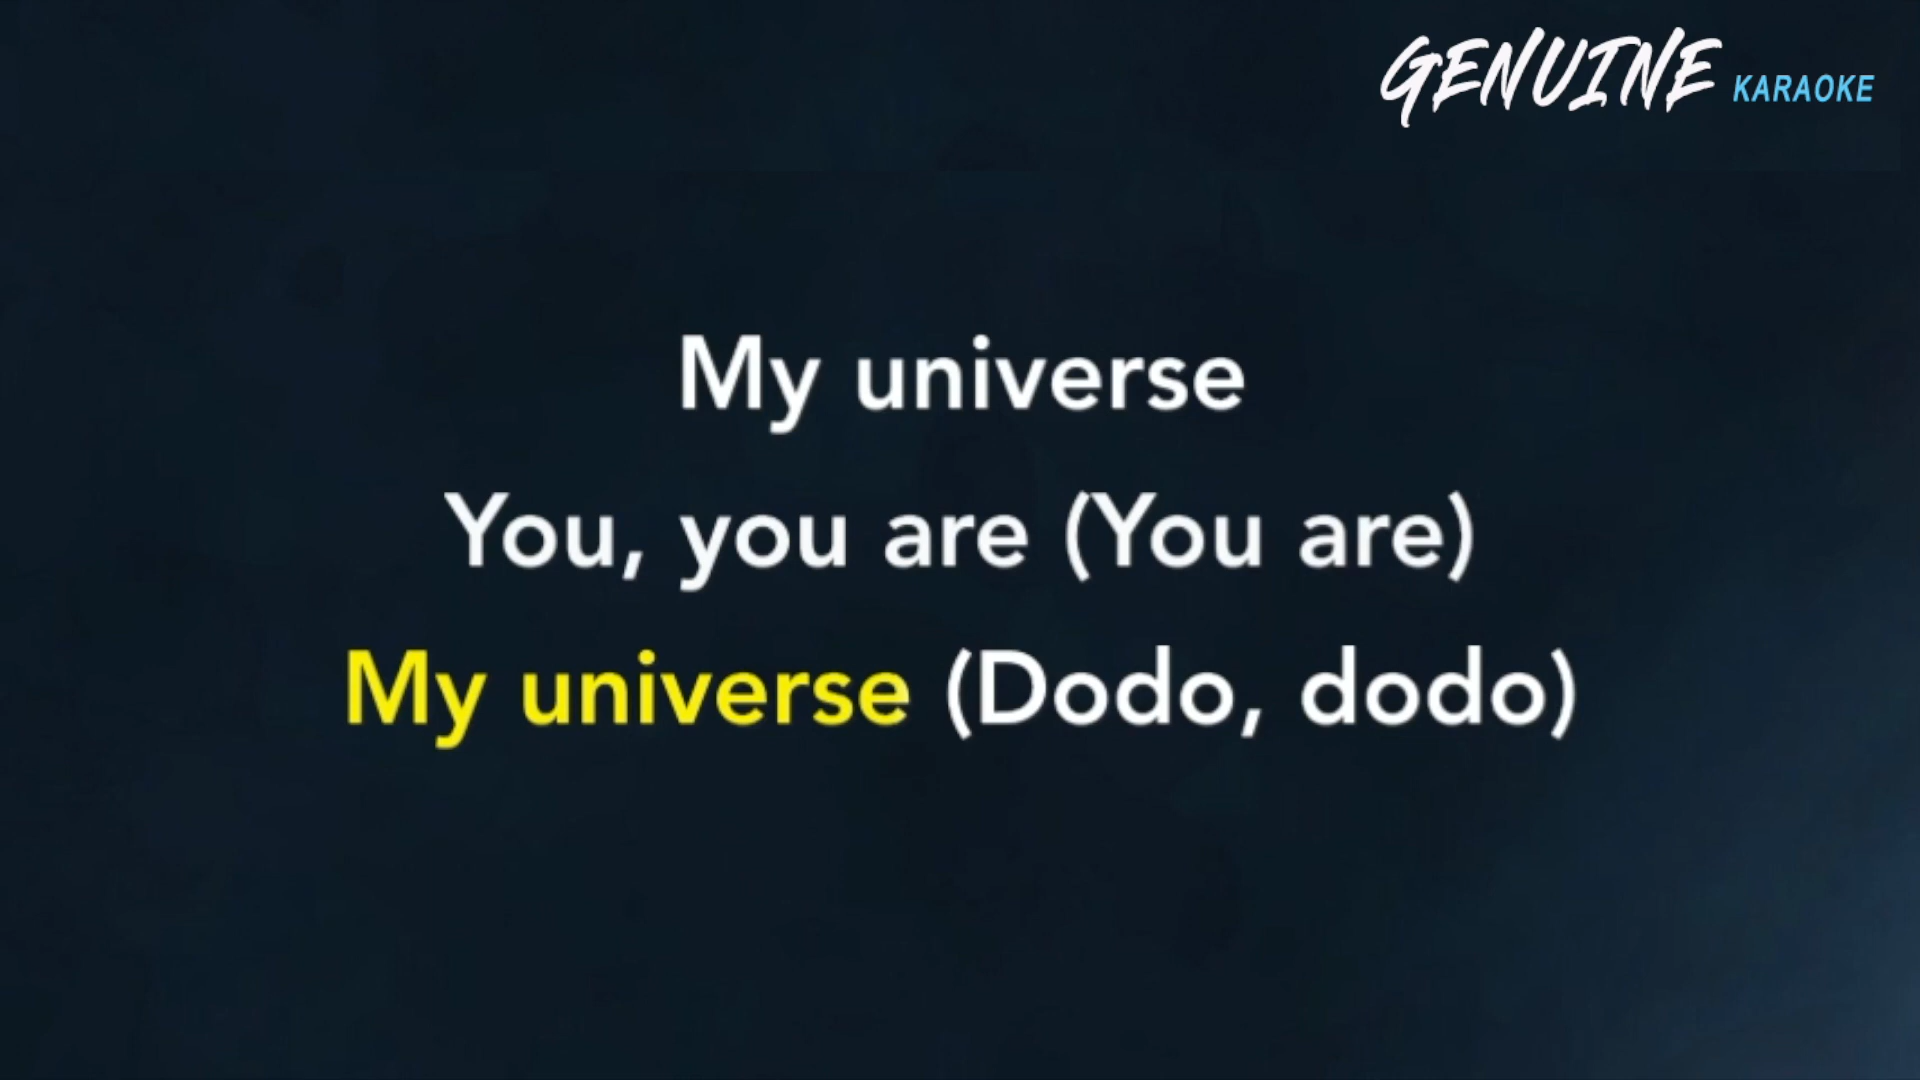 GENUINE KARAOKE
My universe
You, you are (You are)
My universe (Dodo, dodo)